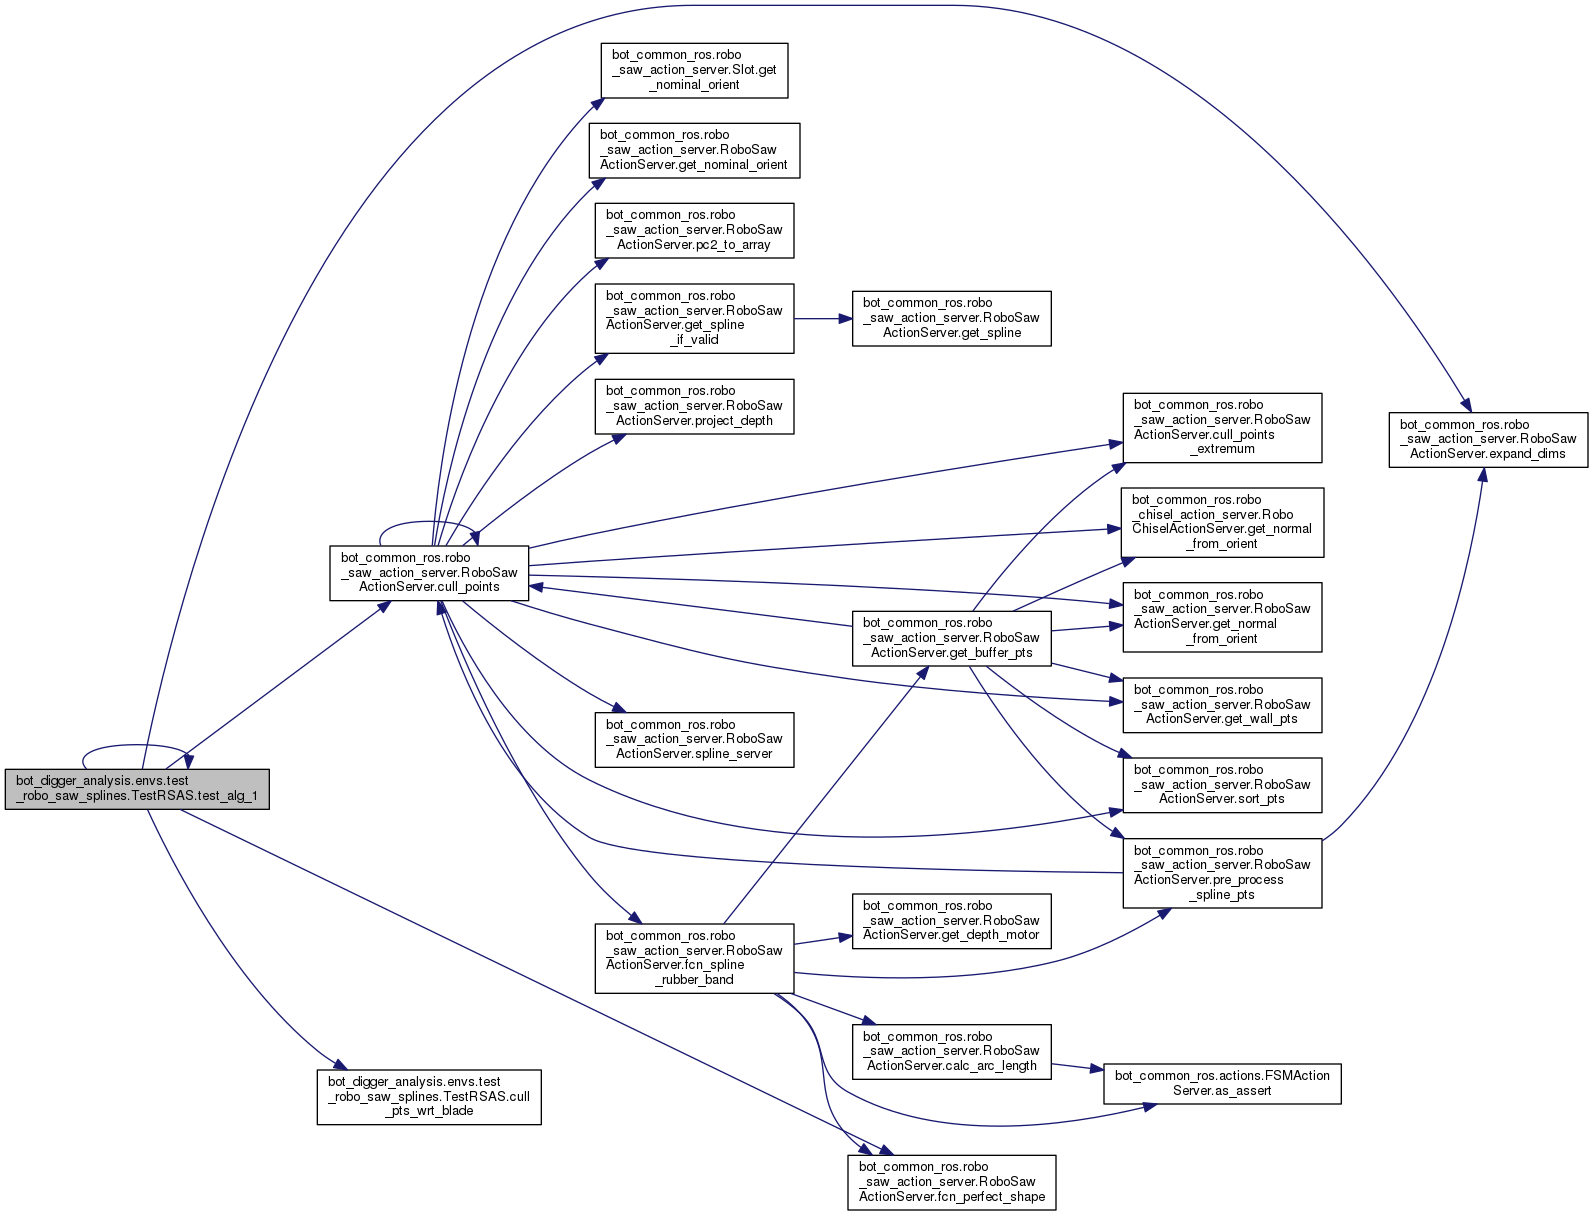 bot_common_ros.robo
_saw_action_server.Slot.get
_nominal_orient
bot_common_ros.robo
_saw_action_server.RoboSaw
ActionServer.get_nominal_orient
bot_common_ros.robo
_saw_action_server.RoboSaw
ActionServer.pc2_to_array
bot_common_ros.robo
_saw_action_server.RoboSaw
ActionServer.get_spline
_if_valid
bot_common_ros.robo
_saw_action_server.RoboSaw
ActionServer.get_spline
bot_common_ros.robo
_saw_action_server.RoboSaw
ActionServer.project_depth
bot_common_ros.robo
_saw_action_server.RoboSaw
ActionServer.cull_points
_extremum
bot_common_ros.robo
_saw_action_server.RoboSaw
ActionServer.expand_dims
bot_common_ros.robo
_chisel_action_server.Robo
ChiselActionServer.get_normal
_from_orient
bot_common_ros.robo
_saw_action_server.RoboSaw
ActionServer.cull_points
bot_common_ros.robo
_saw_action_server.RoboSaw
ActionServer.get_normal
_from_orient
bot_common_ros.robo
_saw_action_server.RoboSaw
ActionServer.get_buffer_pts
bot_common_ros.robo
_saw_action_server.RoboSaw
ActionServer.get_wall_pts
bot_common_ros.robo
_saw_action_server.RoboSaw
ActionServer.spline_server
bot_common_ros.robo
_saw_action_server.RoboSaw
ActionServer.sort_pts
bot_digger_analysis.envs.test
_robo_saw_splines.TestRSAS.test_alg_1
bot_common_ros.robo
_saw_action_server.RoboSaw
ActionServer.pre_process
_spline_pts
bot_common_ros.robo
_saw_action_server.RoboSaw
ActionServer.get_depth_motor
bot_common_ros.robo
_saw_action_server.RoboSaw
ActionServer.fcn_spline
_rubber_band
bot_common_ros.robo
_saw_action_server.RoboSaw
ActionServer.calc_arc_length
bot_common_ros.actions.FSMAction
Server.as_assert
bot_digger_analysis.envs.test
_robo_saw_splines.TestRSAS.cull
_pts_wrt_blade
bot_common_ros.robo
_saw_action_server.RoboSaw
ActionServer.fcn_perfect_shape